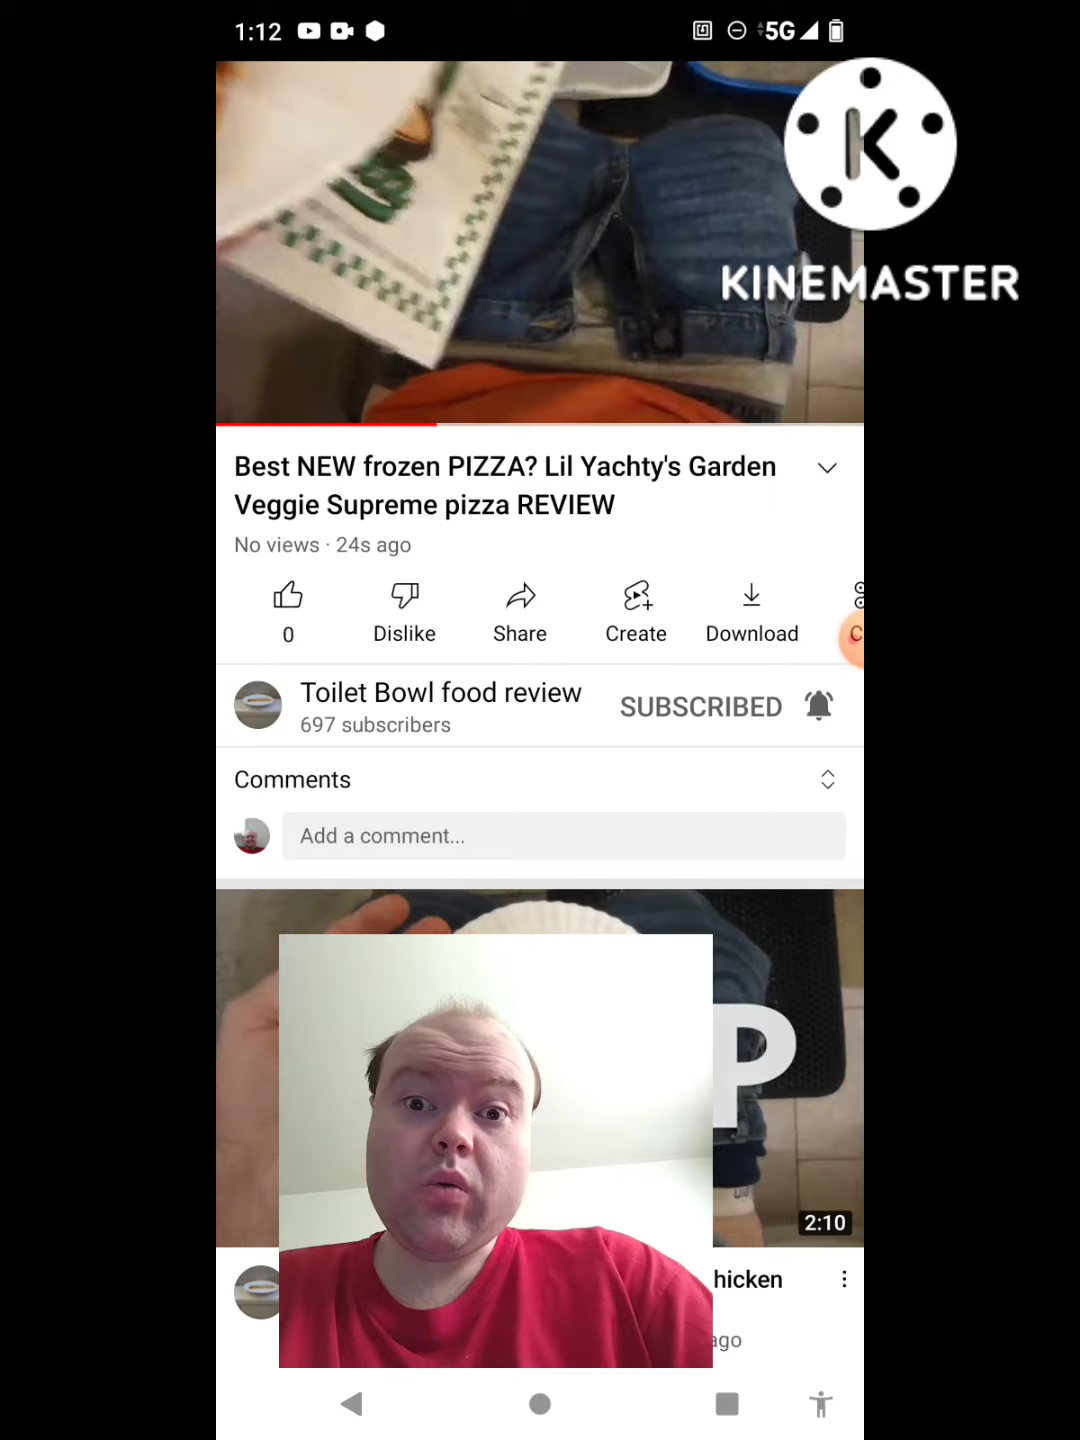 1:12
5G
K
KINEMASTER
Best NEW frozen PIZZA? Lil Yachty's Garden
Veggie Supreme pizza REVIEW
No views · 24s ago
0
Dislike
Share
Create
Download
C
Toilet Bowl food review
697 subscribers
SUBSCRIBED
Comments
Add a comment...
P
2:10
hicken
ago